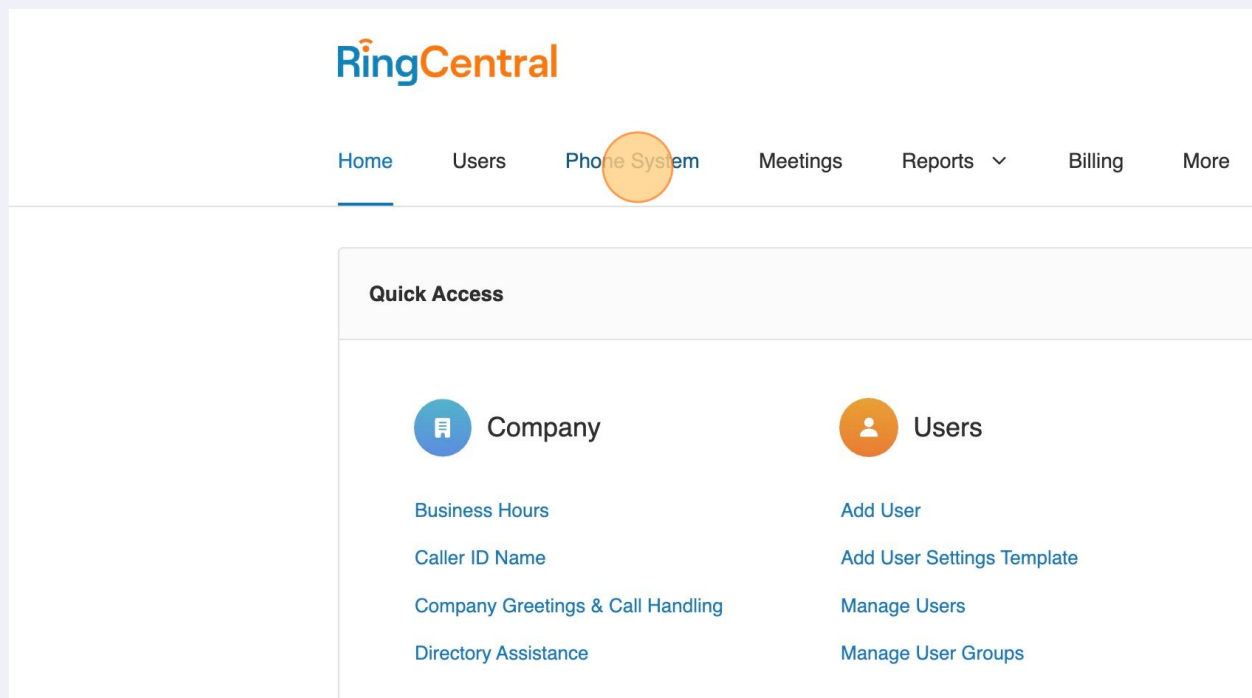 RingCentral
Home Users Phone System Meetings Reports Billing More
Quick Access
Company Users
Business Hours Add User
Caller ID Name Add User Settings Template
Company Greetings & Call Handling Manage Users
Directory Assistance Manage User Groups